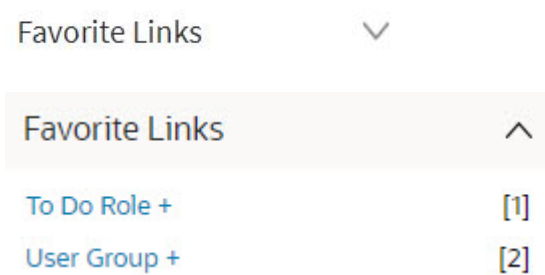 Favorite Links
Favorite Links
To Do Role + [1]
User Group + [2]